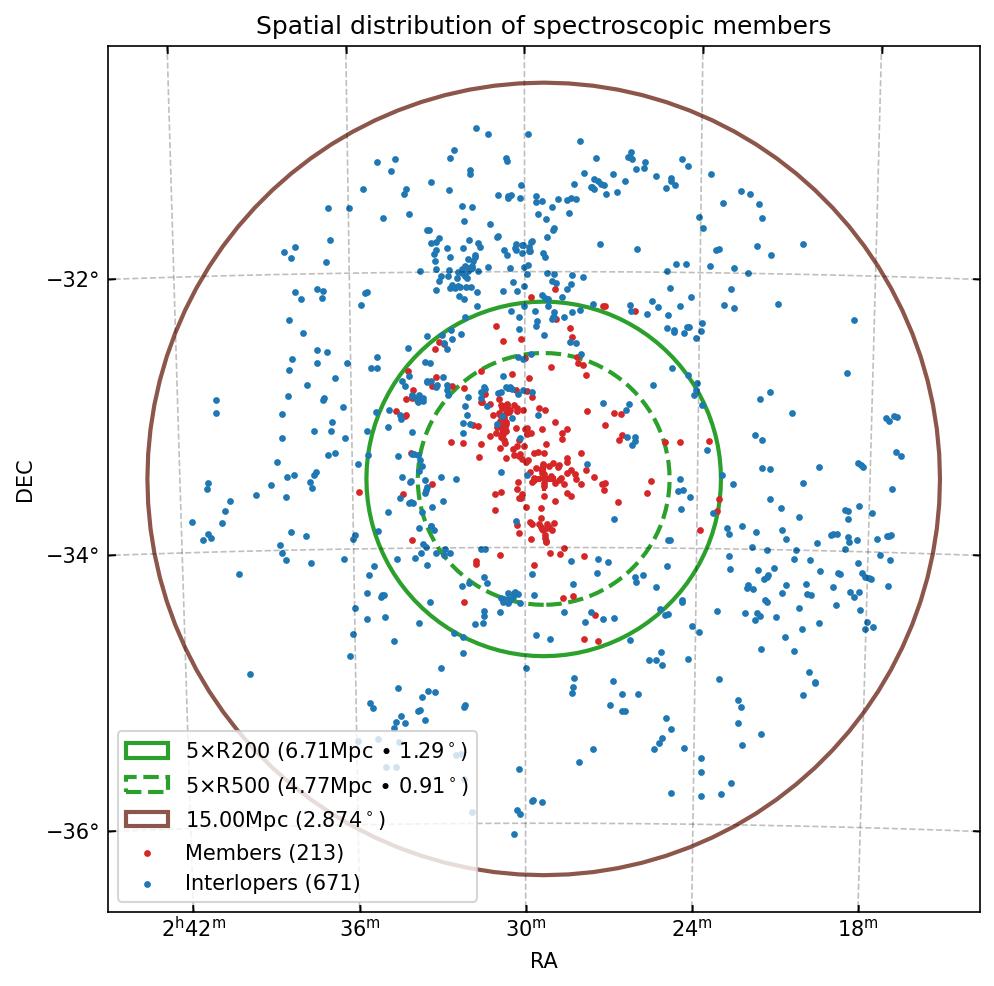 Spatial distribution of spectroscopic members
DEC
−32°
−34°
−36°
5×R200 (6.71Mpc • 1.29°)
5×R500 (4.77Mpc • 0.91°)
15.00Mpc (2.874°)
Members (213)
Interlopers (671)
2ʰ42ᵐ 36ᵐ 30ᵐ 24ᵐ 18ᵐ
RA